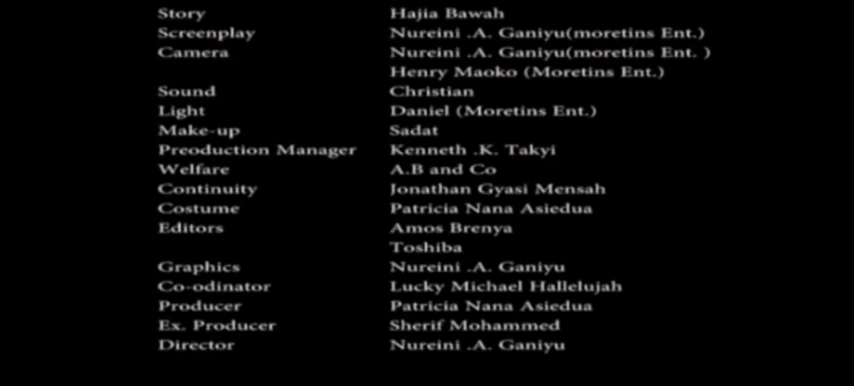 Story Hajia Bawah
Screenplay Nureini .A. Ganiyu(moretins Ent.)
Camera Nureini .A. Ganiyu(moretins Ent. )
Henry Maoko (Moretins Ent.)
Sound Christian
Light Daniel (Moretins Ent.)
Make-up Sadat
Preoduction Manager Kenneth .K. Takyi
Welfare A.B and Co
Continuity Jonathan Gyasi Mensah
Costume Patricia Nana Asiedua
Editors Amos Brenya
Toshiba
Graphics Nureini .A. Ganiyu
Co-odinator Lucky Michael Hallelujah
Producer Patricia Nana Asiedua
Ex. Producer Sherif Mohammed
Director Nureini .A. Ganiyu